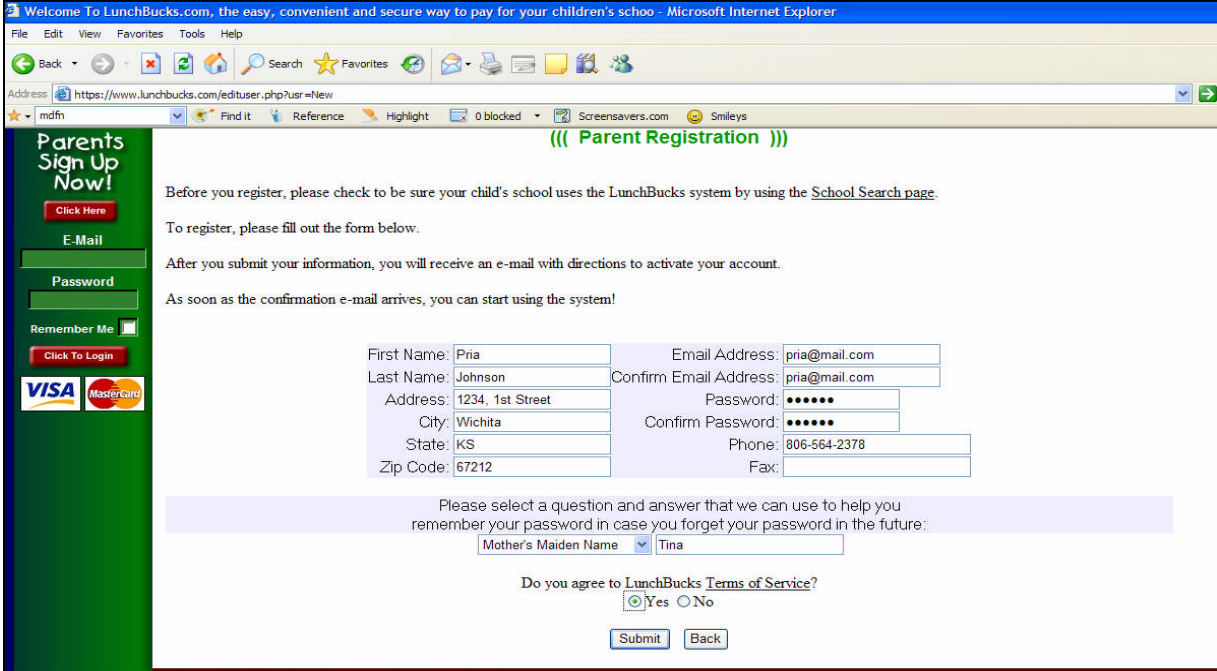 Welcome To LunchBucks.com, the easy, convenient and secure way to pay for your children's schoo - Microsoft Internet Explorer
File Edit View Favorites Tools Help
Back Search Favorites
Address https://www.lunchbucks.com/edituser.php?usr=New
mdfn Find it Reference Highlight 0 blocked Screensavers.com Smileys
Parents
Sign Up
Now!
Click Here
E-Mail
Password
Remember Me
Click To Login
VISA MasterCard
((( Parent Registration )))
Before you register, please check to be sure your child's school uses the LunchBucks system by using the School Search page.
To register, please fill out the form below.
After you submit your information, you will receive an e-mail with directions to activate your account.
As soon as the confirmation e-mail arrives, you can start using the system!
First Name: Pria Email Address: pria@mail.com
Last Name: Johnson Confirm Email Address: pria@mail.com
Address: 1234, 1st Street Password: ••••••
City: Wichita Confirm Password: ••••••
State: KS Phone: 806-564-2378
Zip Code: 67212 Fax:
Please select a question and answer that we can use to help you
remember your password in case you forget your password in the future:
Mother's Maiden Name Tina
Do you agree to LunchBucks Terms of Service?
Yes No
Submit Back